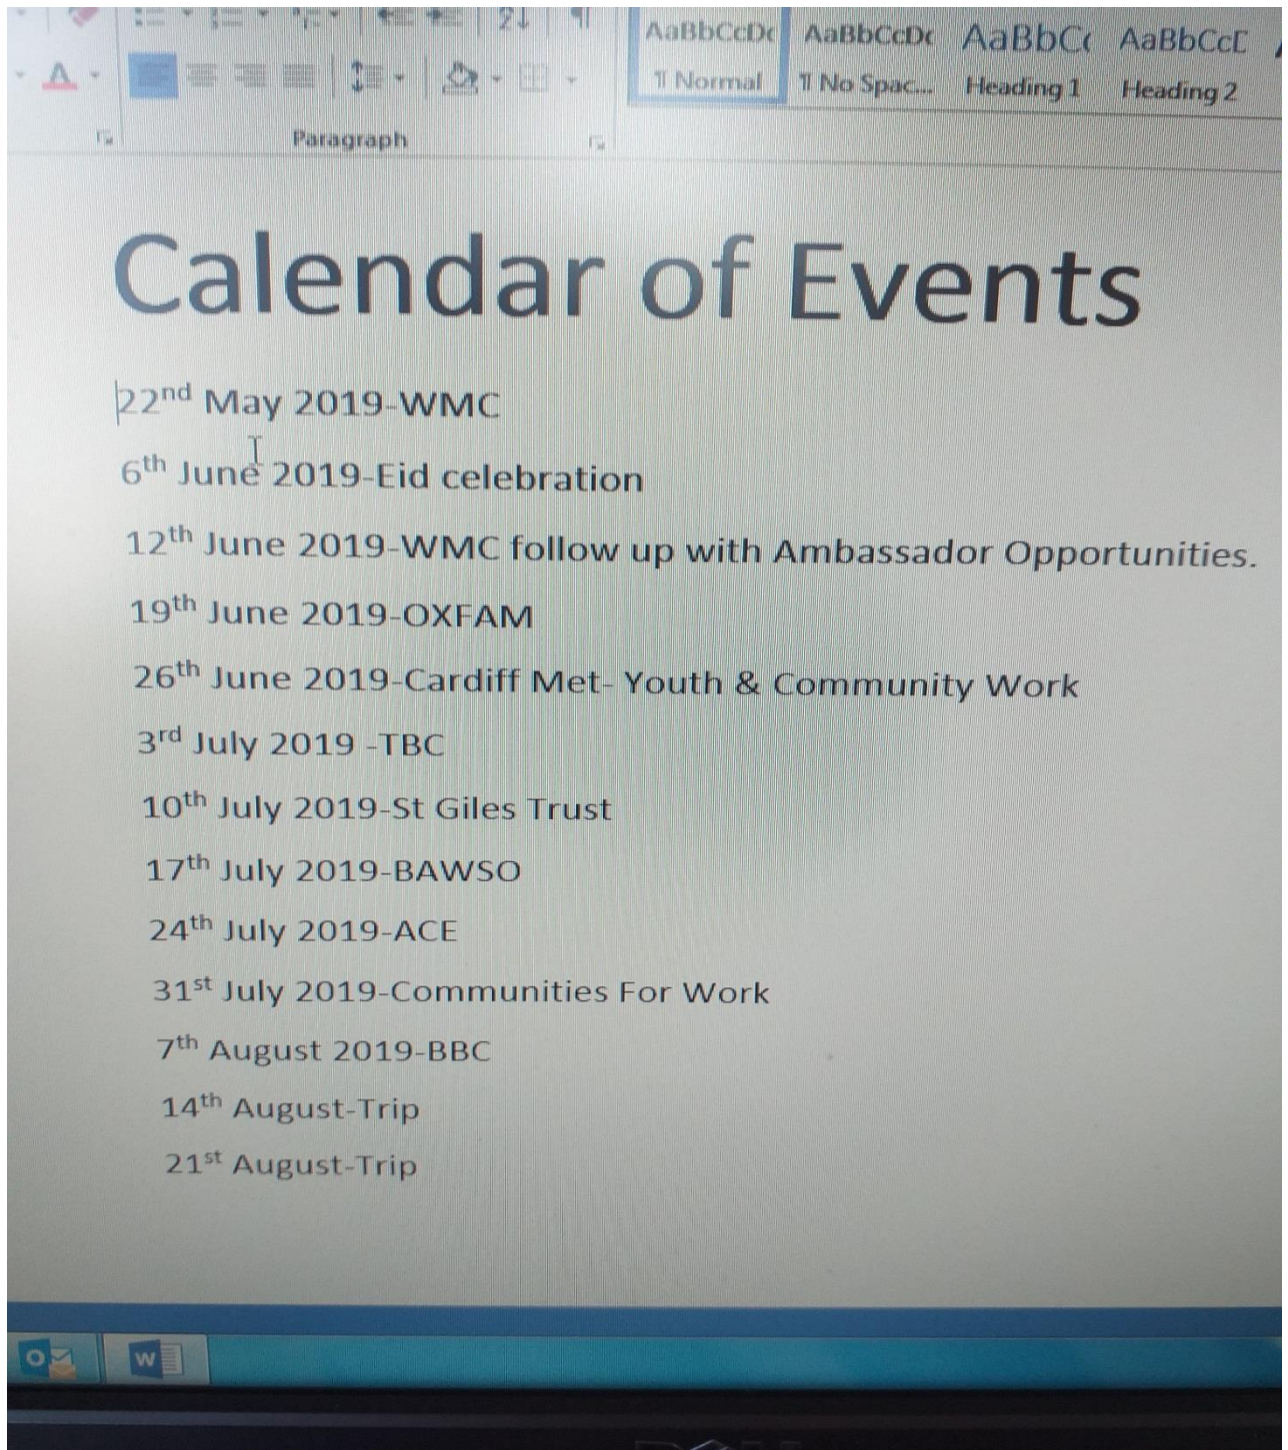 AaBbCcDc AaBbCcDc AaBbC AaBbCcD
¶ Normal ¶ No Spac... Heading 1 Heading 2
Paragraph
Calendar of Events
22nd May 2019-WMC
6th June 2019-Eid celebration
12th June 2019-WMC follow up with Ambassador Opportunities.
19th June 2019-OXFAM
26th June 2019-Cardiff Met- Youth & Community Work
3rd July 2019 -TBC
10th July 2019-St Giles Trust
17th July 2019-BAWSO
24th July 2019-ACE
31st July 2019-Communities For Work
7th August 2019-BBC
14th August-Trip
21st August-Trip